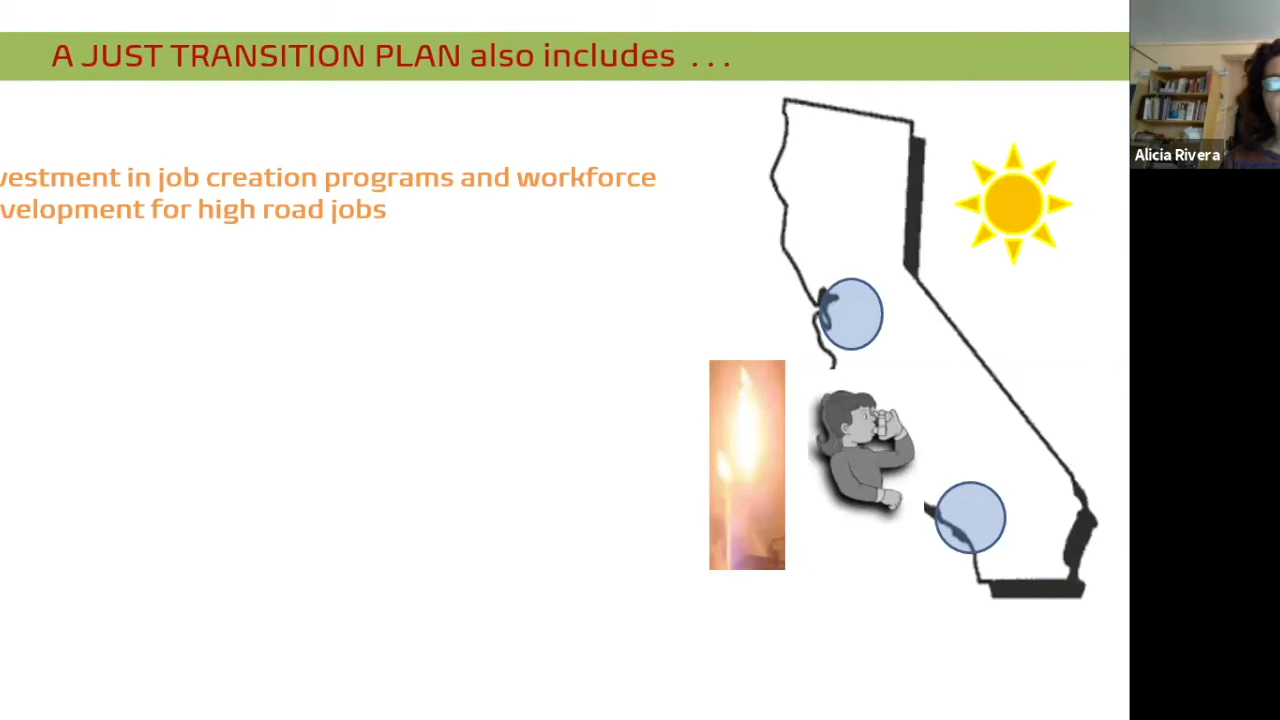 A JUST TRANSITION PLAN also includes . . .
vestment in job creation programs and workforce
velopment for high road jobs
Alicia Rivera